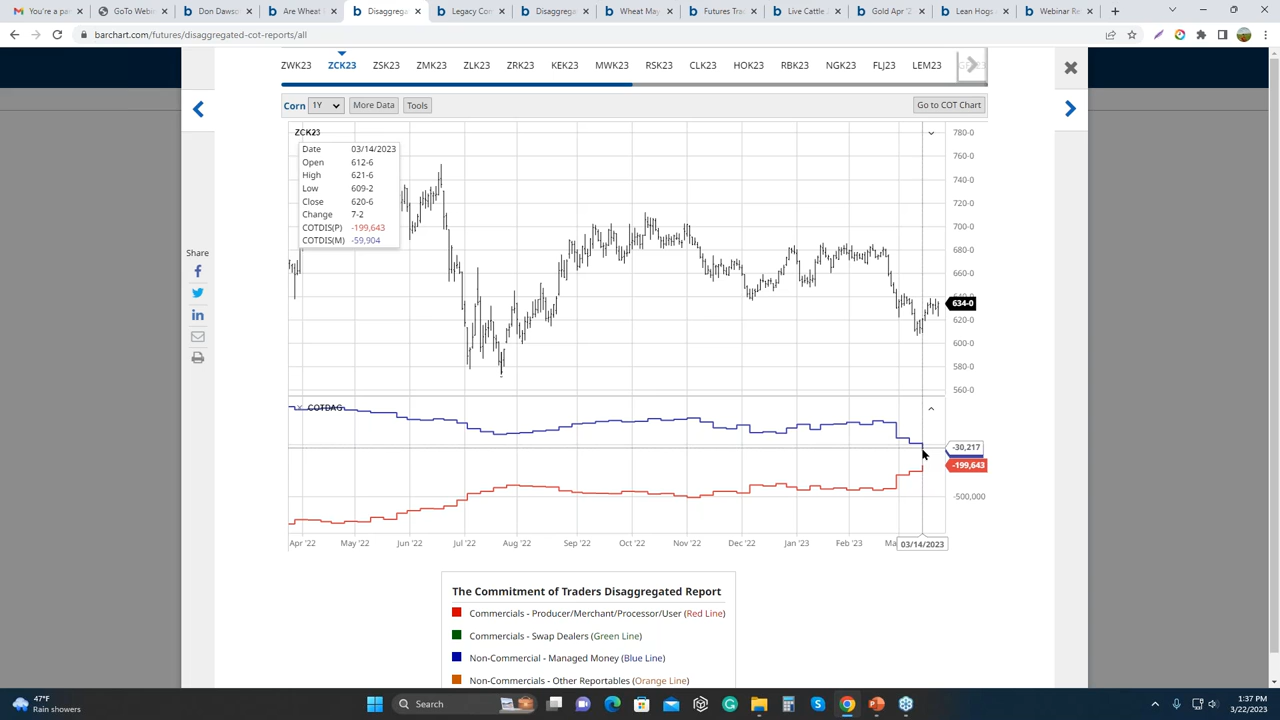 You're a pa
GoTo Webin
Don Dawso
Are Wheat
Disaggrega
Legacy Com
Disaggrega
Wheat May
Futures Tra
Live Cattle
Gold Apr '2
Lean Hogs
Webinar Re
barchart.com/futures/disaggregated-cot-reports/all
ZWK23 ZCK23 ZSK23 ZMK23 ZLK23 ZRK23 KEK23 MWK23 RSK23 CLK23 HOK23 RBK23 NGK23 FLJ23 LEM23
Corn 1Y More Data Tools Go to COT Chart
ZCK23
Date 03/14/2023
Open 612-6
High 621-6
Low 609-2
Close 620-6
Change 7-2
COTDIS(P) -199,643
COTDIS(M) -59,904
780-0
760-0
740-0
720-0
700-0
680-0
660-0
634-0
620-0
600-0
580-0
560-0
Share
COTDAG
-30,217
-199,643
-500,000
Apr '22 May '22 Jun '22 Jul '22 Aug '22 Sep '22 Oct '22 Nov '22 Dec '22 Jan '23 Feb '23 Ma 03/14/2023
The Commitment of Traders Disaggregated Report
Commercials - Producer/Merchant/Processor/User (Red Line)
Commercials - Swap Dealers (Green Line)
Non-Commercial - Managed Money (Blue Line)
Non-Commercials - Other Reportables (Orange Line)
47°F
Rain showers
Search
1:37 PM
3/22/2023